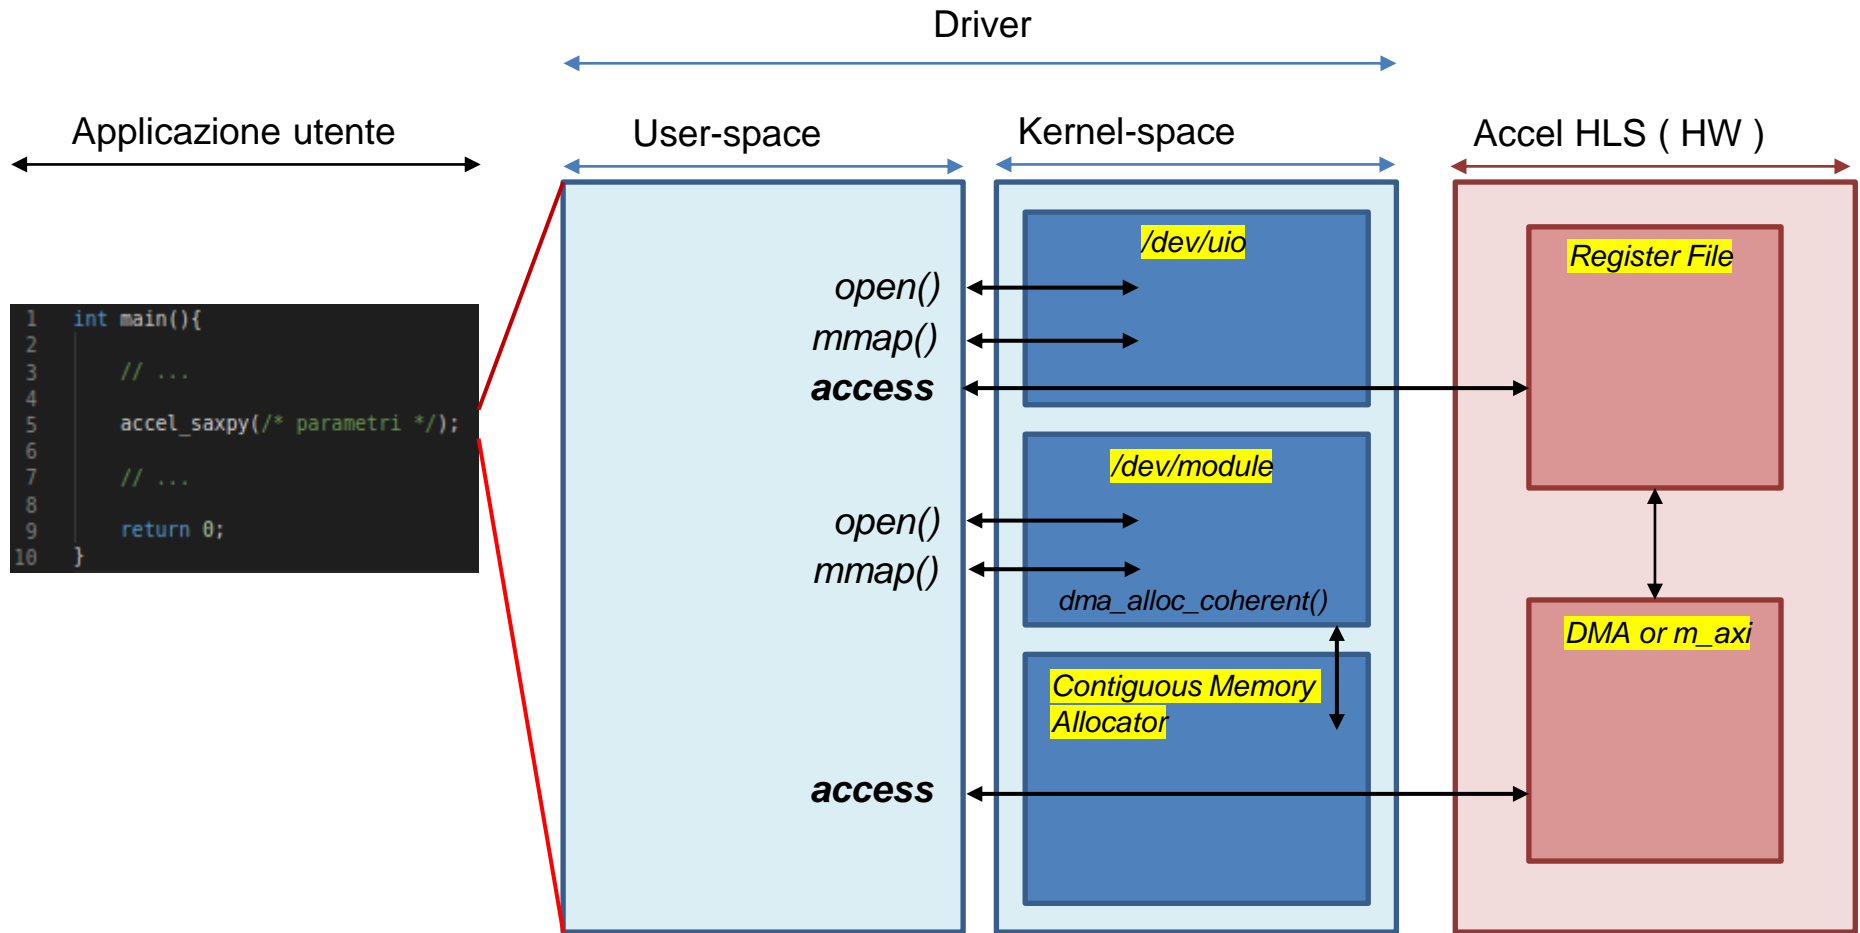 Driver
Applicazione utente
User-space
Kernel-space
Accel HLS ( HW )
/dev/uio
Register File
open()
mmap()
access
1 int main(){
2
3 // ...
4
5 accel_saxpy(/* parametri */);
6
7 // ...
8
9 return 0;
10 }
/dev/module
open()
mmap()
dma_alloc_coherent()
DMA or m_axi
Contiguous Memory
Allocator
access